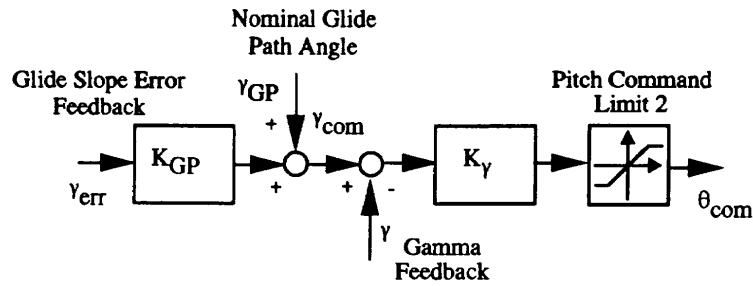 Nominal Glide
Path Angle
Glide Slope Error
Feedback
γGP
+
γcom
Pitch Command
Limit 2
KGP
Kγ
γerr
+
+
-
θcom
γ
Gamma
Feedback